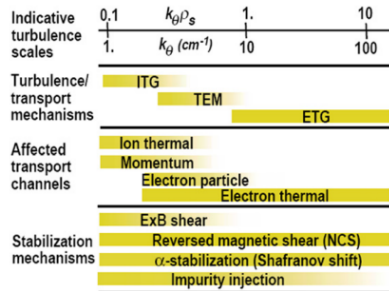 Indicative turbulence scales
0.1 kθρs 1. 10
1. kθ (cm-1) 10 100
Turbulence/ transport mechanisms
ITG
TEM
ETG
Affected transport channels
Ion thermal
Momentum
Electron particle
Electron thermal
Stabilization mechanisms
ExB shear
Reversed magnetic shear (NCS)
α-stabilization (Shafranov shift)
Impurity injection